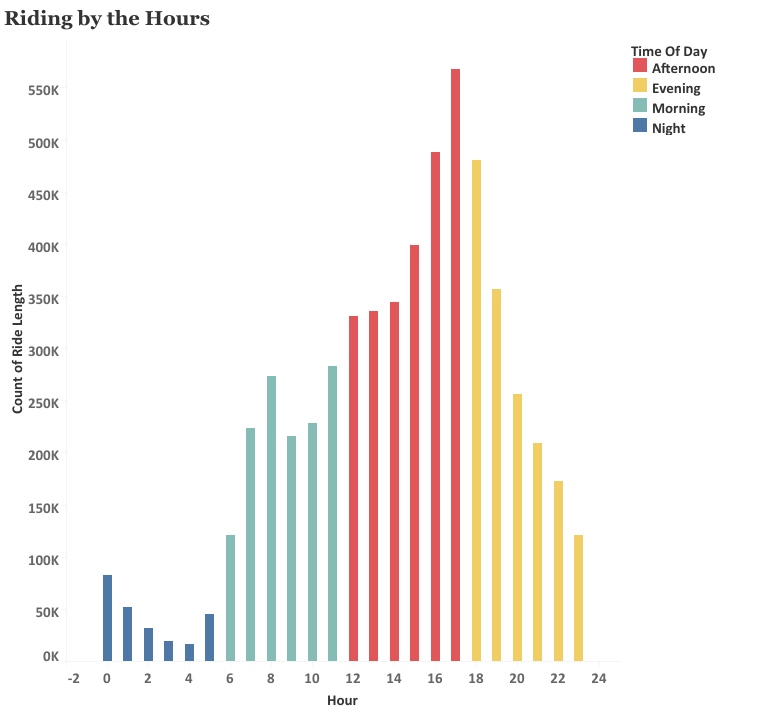 Riding by the Hours
Time Of Day
Afternoon
Evening
Morning
Night
550K
500K
450K
400K
350K
300K
250K
200K
150K
100K
50K
0K
Count of Ride Length
-2 0 2 4 6 8 10 12 14 16 18 20 22 24
Hour